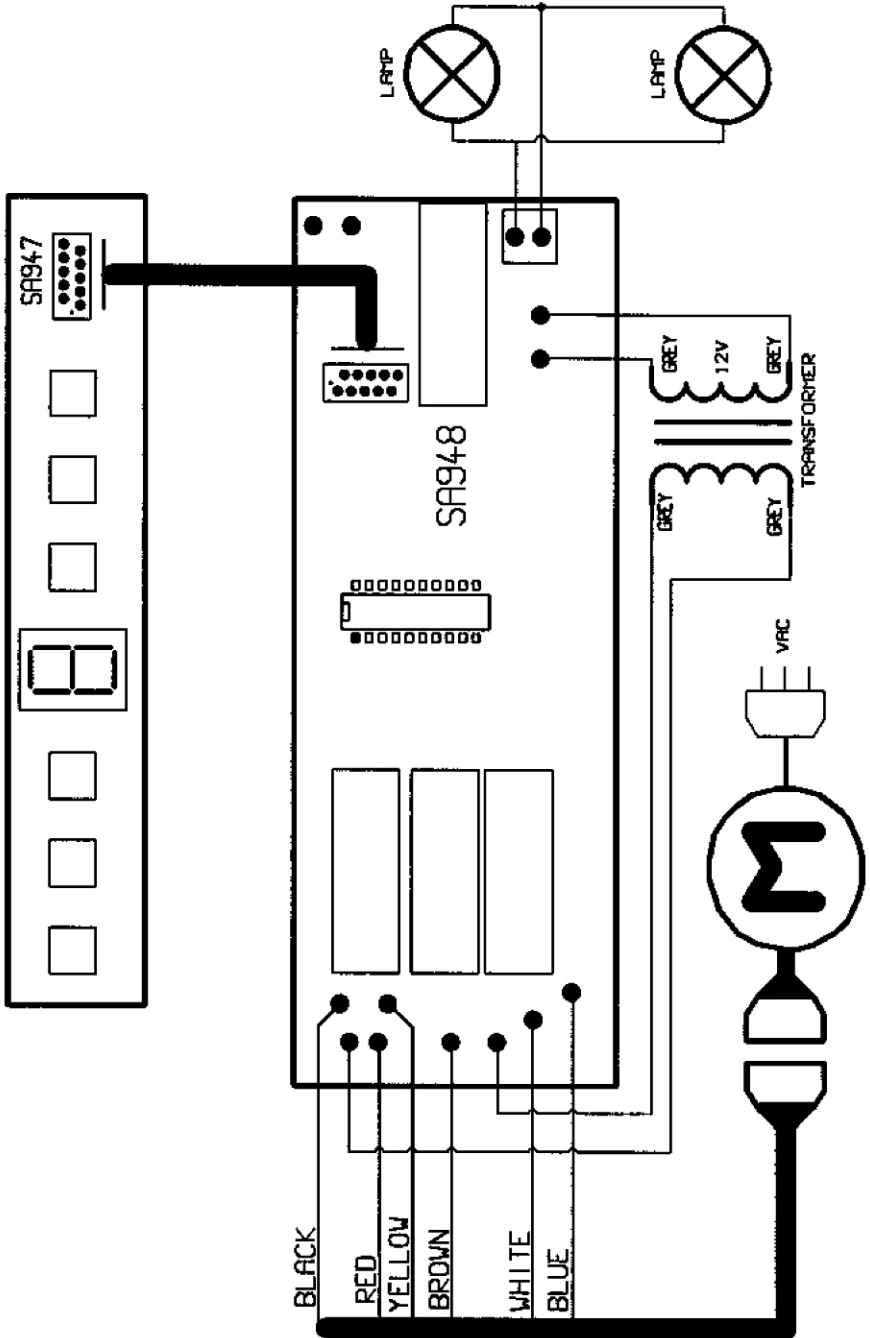 LAMP
LAMP
SA947
SA948
GREY
12V
GREY
TRANSFORMER
GREY
GREY
VAC
M
BLACK
RED
YELLOW
BROWN
WHITE
BLUE